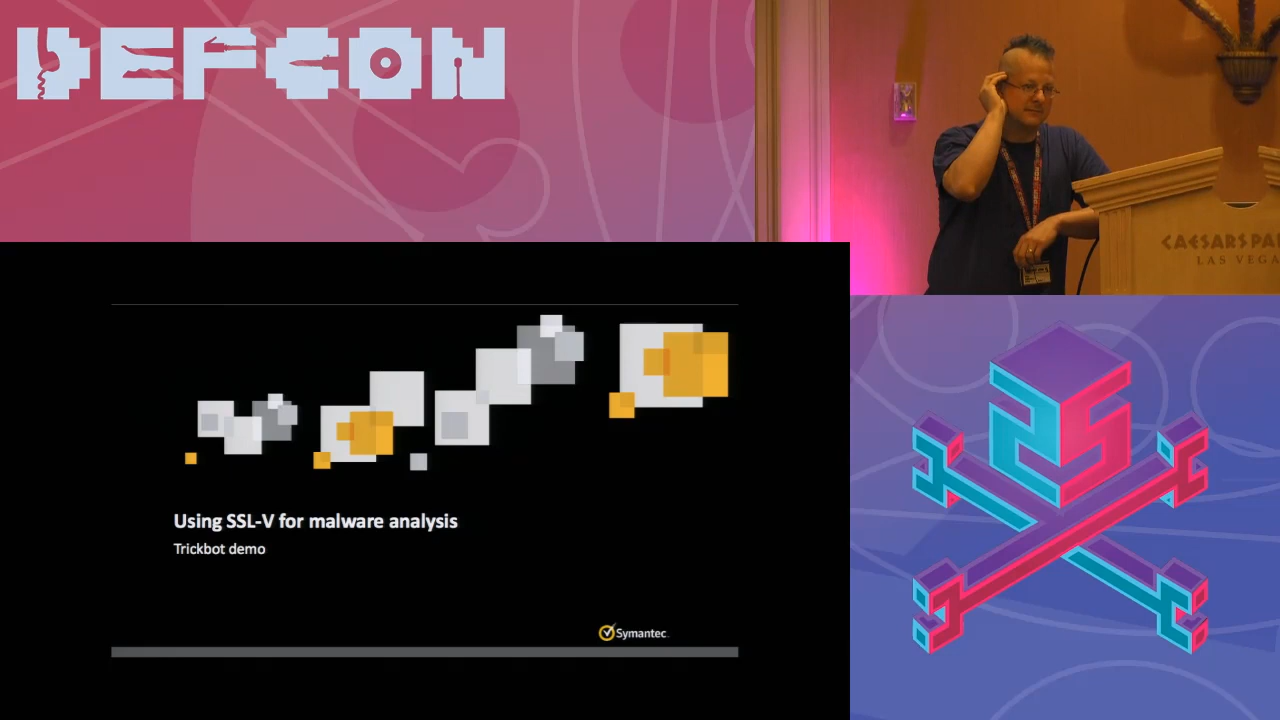 DEFCON
CAESARS PA
LAS VEGA
Using SSL-V for malware analysis
Trickbot demo
Symantec